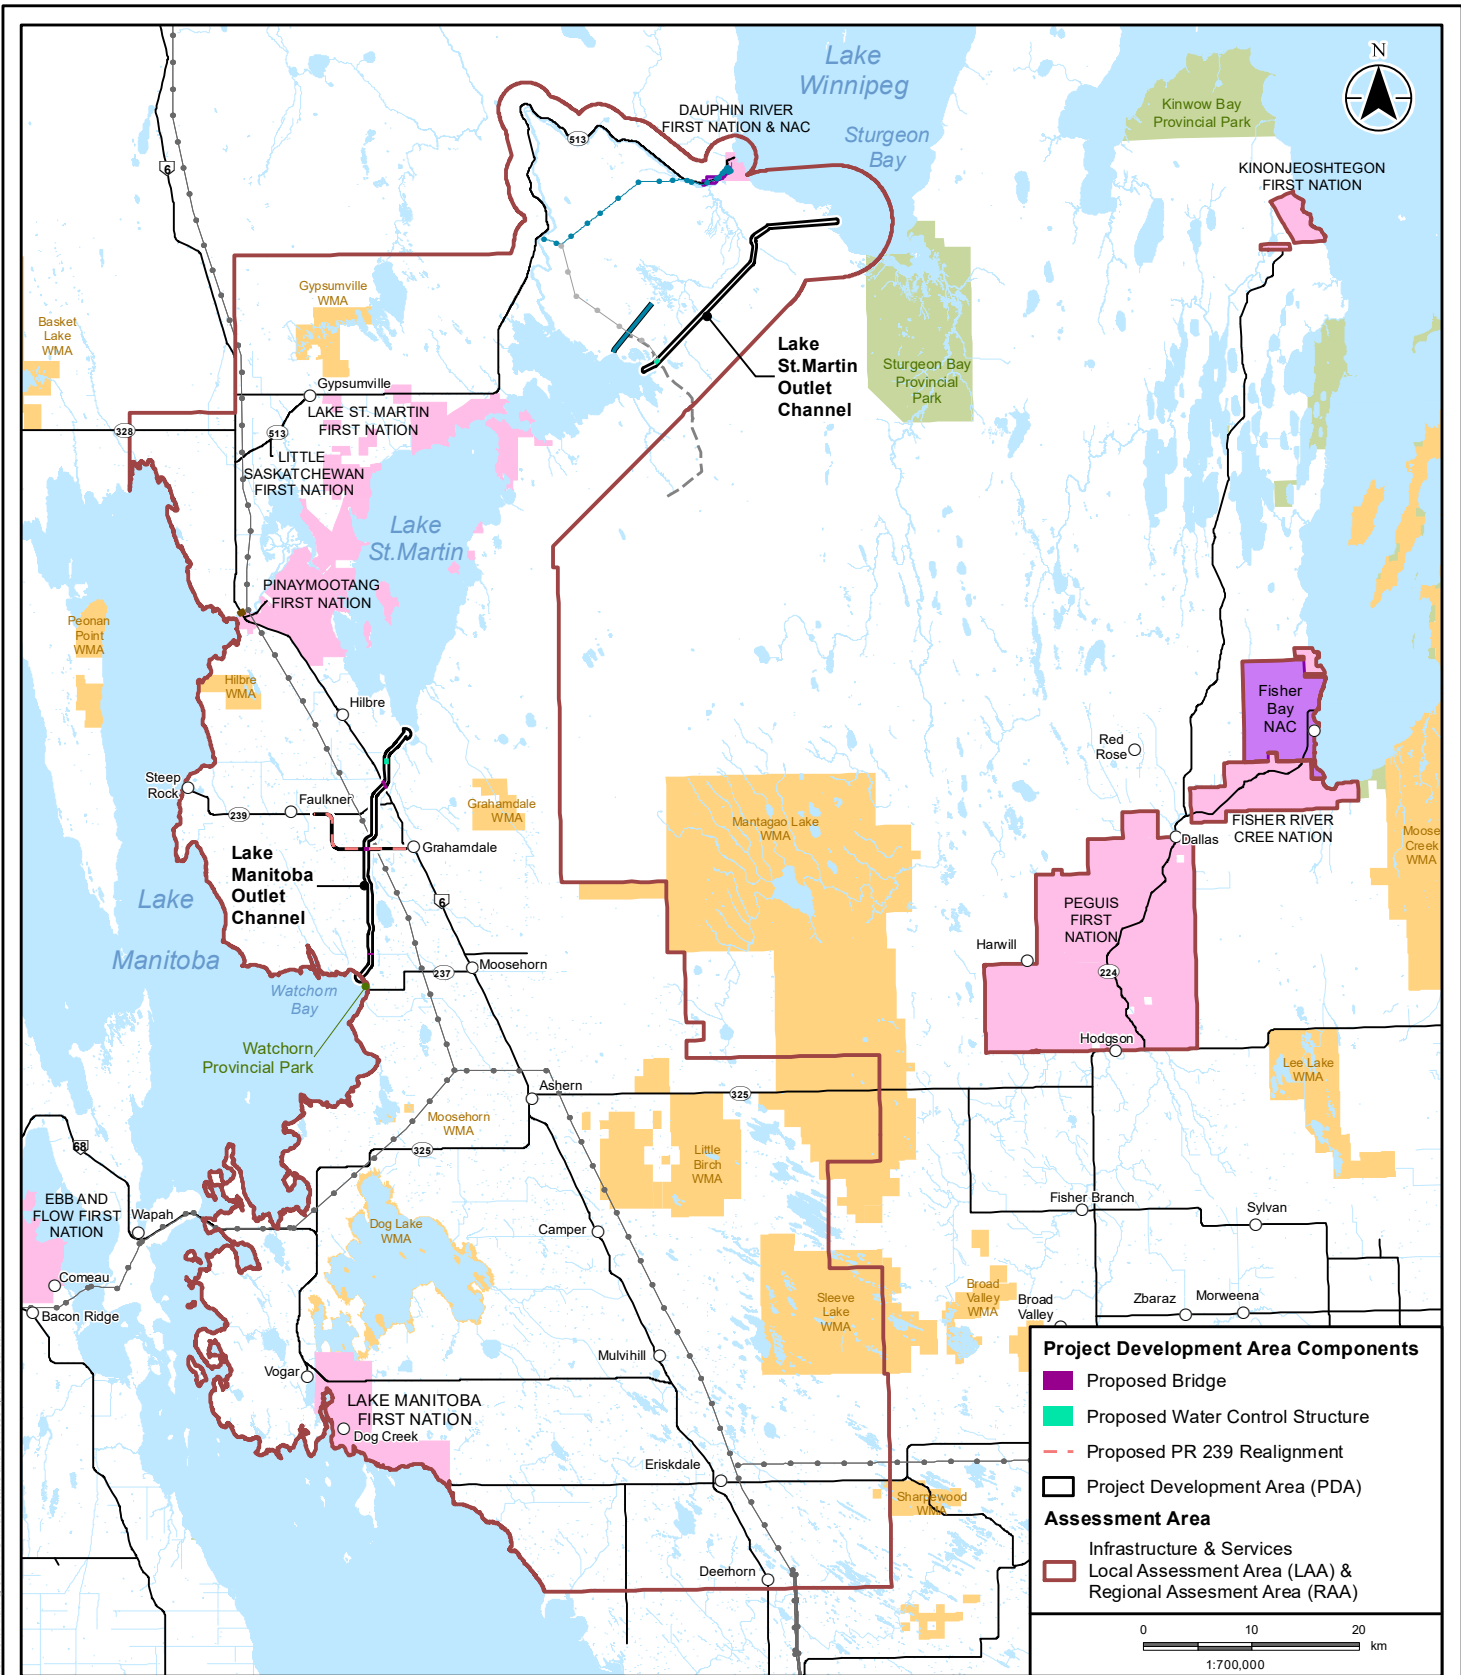 Lake
Winnipeg
N
DAUPHIN RIVER
FIRST NATION & NAC
Kinwow Bay
Provincial Park
Sturgeon
Bay
513
6
KINONJEOSHTEGON
FIRST NATION
Gypsumville
WMA
Basket
Lake
WMA
Lake
St.Martin
Outlet
Channel
Sturgeon Bay
Provincial
Park
Gypsumville
LAKE ST. MARTIN
FIRST NATION
328
513
LITTLE
SASKATCHEWAN
FIRST NATION
Lake
St.Martin
PINAYMOOTANG
FIRST NATION
Peonan
Point
WMA
Hilbre
WMA
Hilbre
Fisher
Bay
NAC
Red
Rose
Steep
Rock
Faulkner
239
Grahamdale
WMA
Mantagao Lake
WMA
FISHER RIVER
CREE NATION
Moose
Creek
WMA
Dallas
Grahamdale
Lake
Manitoba
Outlet
Channel
Lake
Manitoba
6
PEGUIS
FIRST
NATION
Harwill
Moosehorn
237
224
Watchorn
Bay
Watchorn
Provincial Park
Hodgson
Lee Lake
WMA
Ashern
325
Moosehorn
WMA
68
325
Little
Birch
WMA
EBB AND
FLOW FIRST
NATION
Wapah
Dog Lake
WMA
Camper
Fisher Branch
Sylvan
Comeau
Bacon Ridge
Sleeve
Lake
WMA
Broad
Valley
WMA
Broad
Valley
Zbaraz
Morweena
Mulvihill
Vogar
LAKE MANITOBA
FIRST NATION
Dog Creek
Eriskdale
Sharpewood
WMA
Deerhorn
Project Development Area Components
Proposed Bridge
Proposed Water Control Structure
Proposed PR 239 Realignment
Project Development Area (PDA)
Assessment Area
Infrastructure & Services
Local Assessment Area (LAA) &
Regional Assesment Area (RAA)
0 10 20
km
1:700,000